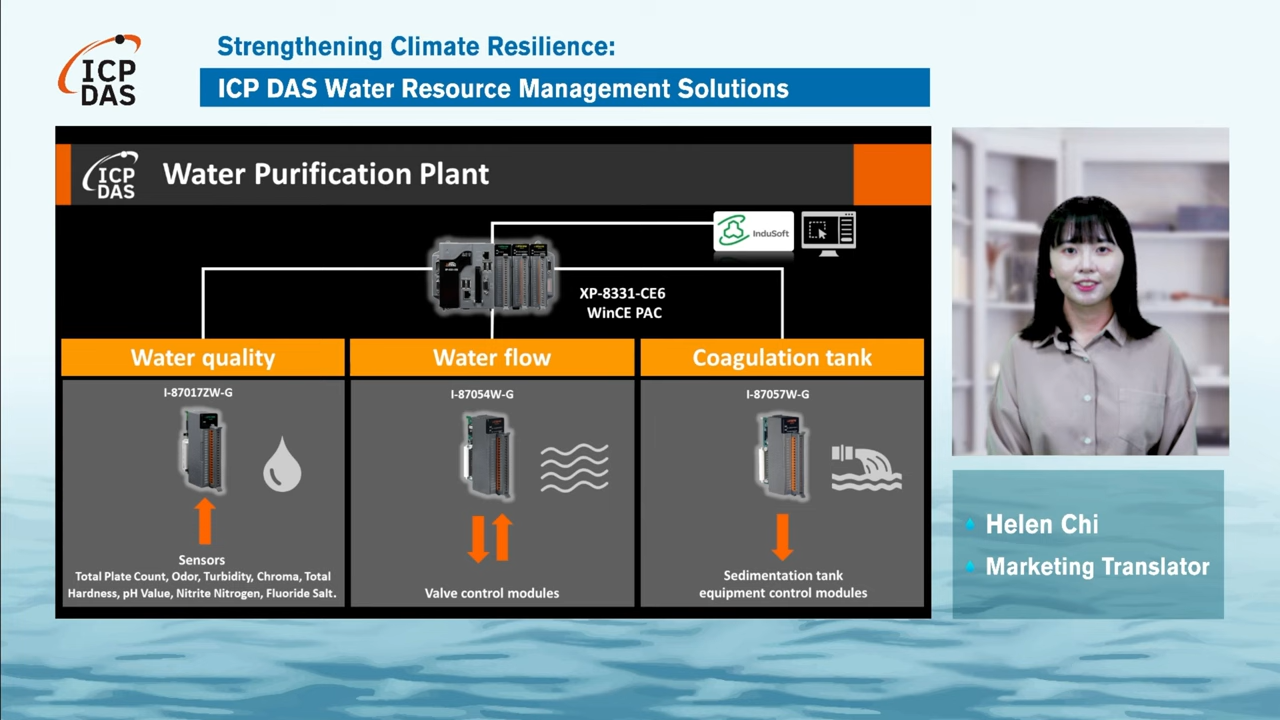 ICP
DAS
Strengthening Climate Resilience:
ICP DAS Water Resource Management Solutions
ICP
DAS
Water Purification Plant
InduSoft
XP-8331-CE6
WinCE PAC
Water quality
Water flow
Coagulation tank
I-87017ZW-G
I-87054W-G
I-87057W-G
Sensors
Total Plate Count, Odor, Turbidity, Chroma, Total
Hardness, pH Value, Nitrite Nitrogen, Fluoride Salt.
Valve control modules
Sedimentation tank
equipment control modules
Helen Chi
Marketing Translator